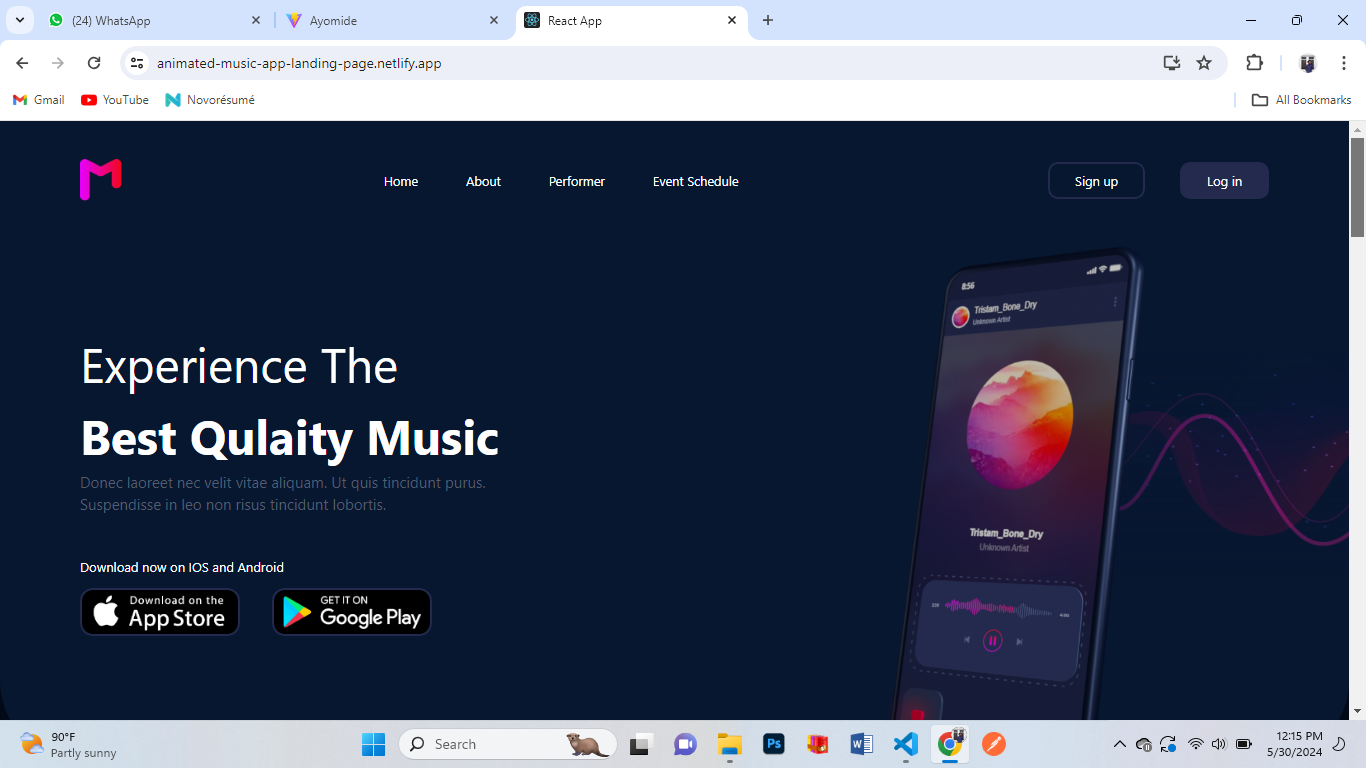 (24) WhatsApp
Ayomide
React App
animated-music-app-landing-page.netlify.app
Gmail
YouTube
Novorésumé
All Bookmarks
Home
About
Performer
Event Schedule
Sign up
Log in
8:56
Tristam_Bone_Dry
Unknown Artist
Experience The
Best Qulaity Music
Donec laoreet nec velit vitae aliquam. Ut quis tincidunt purus.
Suspendisse in leo non risus tincidunt lobortis.
Tristam_Bone_Dry
Unknown Artist
Download now on IOS and Android
Download on the
App Store
GET IT ON
Google Play
90°F
Partly sunny
Search
Ps
12:15 PM
5/30/2024